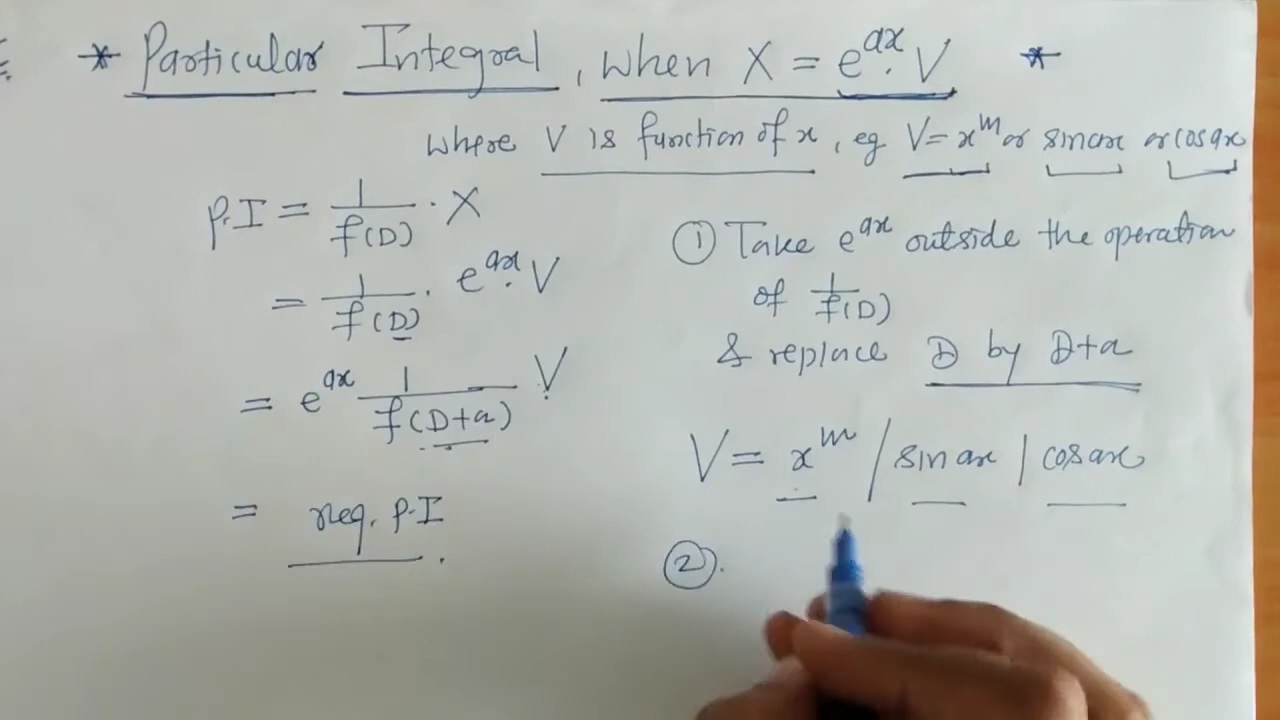 * Particular Integral, when X = e^{ax}. V *
where V is function of x, eg V = x^m or sin ax or cos ax
P.I = 1/f(D) . X
= 1/f(D) . e^{ax}. V
= e^{ax} 1/f(D+a) V
= req. P.I.
① Take e^{ax} outside the operation
of 1/f(D)
& replace D by D+a
V = x^m / sin ax | cos ax
②.